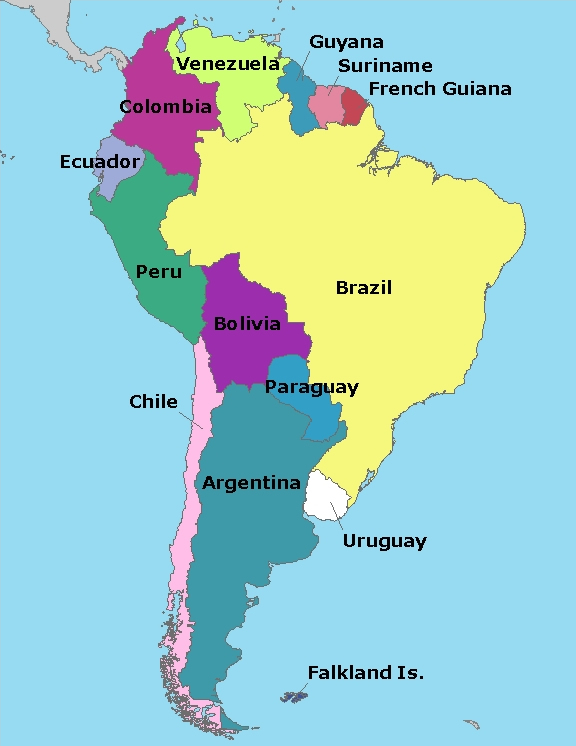 Guyana
Venezuela
Suriname
French Guiana
Colombia
Ecuador
Peru
Brazil
Bolivia
Paraguay
Chile
Argentina
Uruguay
Falkland Is.